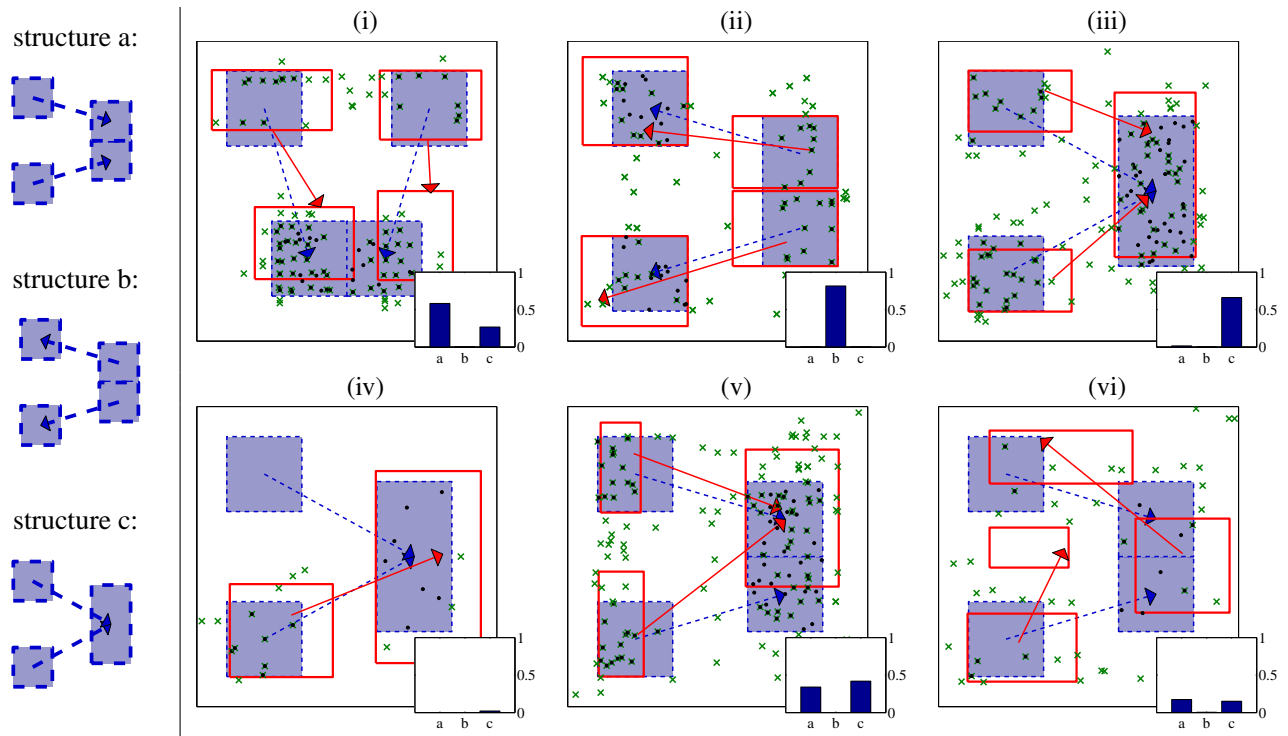 structure a:
structure b:
structure c:
(i)
1
0.5
0
a b c
(ii)
1
0.5
0
a b c
(iii)
1
0.5
0
a b c
(iv)
1
0.5
0
a b c
(v)
1
0.5
0
a b c
(vi)
1
0.5
0
a b c